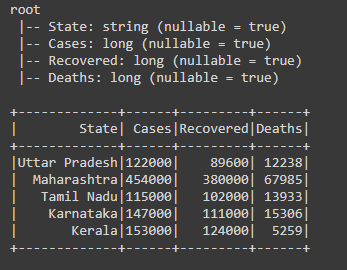 root
 |-- State: string (nullable = true)
 |-- Cases: long (nullable = true)
 |-- Recovered: long (nullable = true)
 |-- Deaths: long (nullable = true)

+-------------+------+---------+------+
|        State| Cases|Recovered|Deaths|
+-------------+------+---------+------+
|Uttar Pradesh|122000|    89600| 12238|
|  Maharashtra|454000|   380000| 67985|
|   Tamil Nadu|115000|   102000| 13933|
|    Karnataka|147000|   111000| 15306|
|       Kerala|153000|   124000|  5259|
+-------------+------+---------+------+